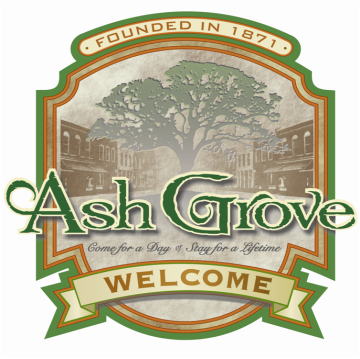 · FOUNDED IN 1871 ·
Ash Grove
Come for a Day & Stay for a Lifetime
WELCOME